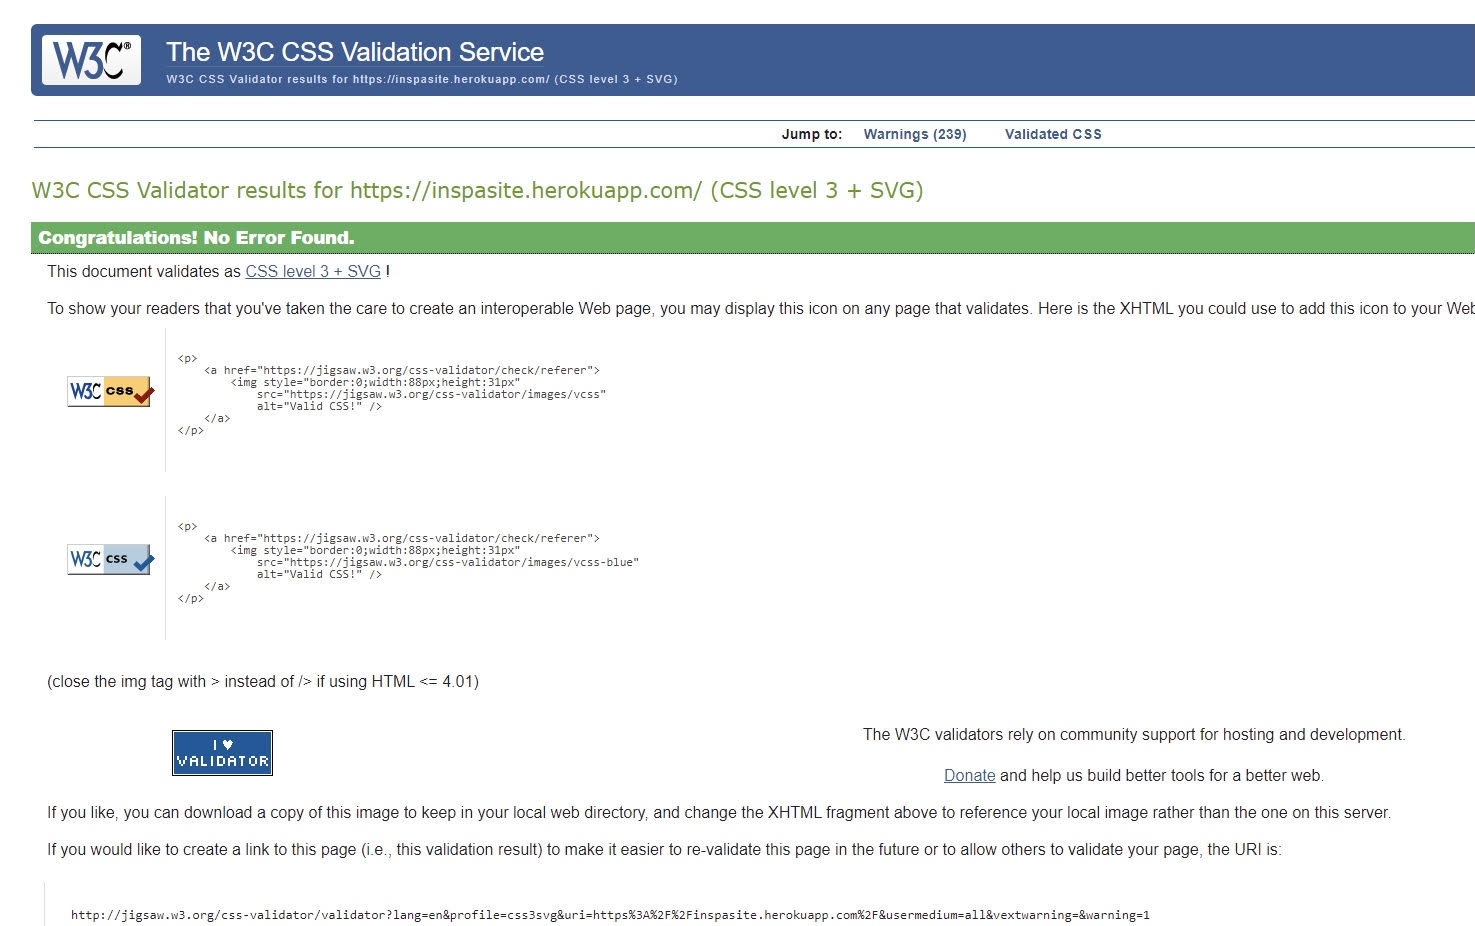 W3C®
The W3C CSS Validation Service
W3C CSS Validator results for https://inspasite.herokuapp.com/ (CSS level 3 + SVG)
Jump to: Warnings (239) Validated CSS
W3C CSS Validator results for https://inspasite.herokuapp.com/ (CSS level 3 + SVG)
Congratulations! No Error Found.
This document validates as CSS level 3 + SVG !
To show your readers that you've taken the care to create an interoperable Web page, you may display this icon on any page that validates. Here is the XHTML you could use to add this icon to your Web
<p>
<a href="https://jigsaw.w3.org/css-validator/check/referer">
<img style="border:0;width:88px;height:31px"
W3C css
src="https://jigsaw.w3.org/css-validator/images/vcss"
alt="Valid CSS!" />
</a>
</p>
<p>
<a href="https://jigsaw.w3.org/css-validator/check/referer">
<img style="border:0;width:88px;height:31px"
W3C css
src="https://jigsaw.w3.org/css-validator/images/vcss-blue"
alt="Valid CSS!" />
</a>
</p>
(close the img tag with > instead of /> if using HTML <= 4.01)
I ♥
VALIDATOR
The W3C validators rely on community support for hosting and development.
Donate and help us build better tools for a better web.
If you like, you can download a copy of this image to keep in your local web directory, and change the XHTML fragment above to reference your local image rather than the one on this server.
If you would like to create a link to this page (i.e., this validation result) to make it easier to re-validate this page in the future or to allow others to validate your page, the URI is:
http://jigsaw.w3.org/css-validator/validator?lang=en&profile=css3svg&uri=https%3A%2F%2Finspasite.herokuapp.com%2F&usermedium=all&vextwarning=&warning=1